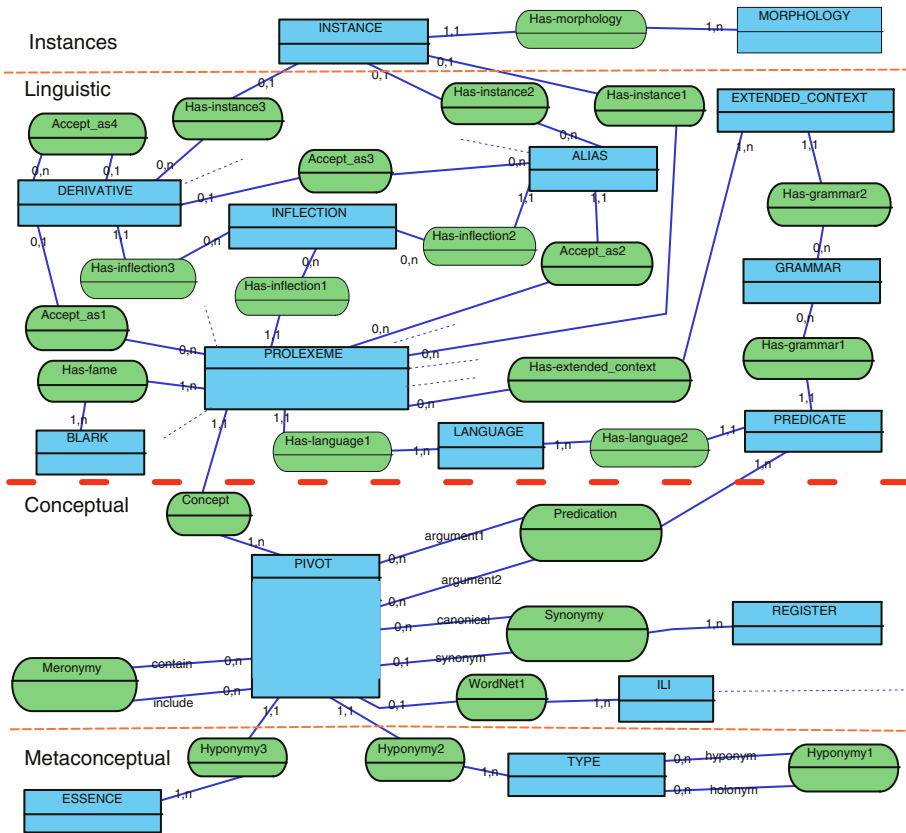 Instances
INSTANCE
1,1
Has-morphology
1,n
MORPHOLOGY
Linguistic
0,1
0,1
0,1
Has-instance3
Has-instance2
Has-instance1
EXTENDED_CONTEXT
Accept_as4
0,n
1,n
1,1
0,n
0,1
0,n
DERIVATIVE
Accept_as3
0,n
ALIAS
0,1
1,1
1,1
Has-grammar2
INFLECTION
0,1
1,1
0,n
0,n
Has-inflection2
0,n
Has-inflection3
0,n
Accept_as2
0,n
GRAMMAR
Has-inflection1
0,n
Accept_as1
1,1
0,n
0,n
PROLEXEME
0,n
Has-grammar1
Has-fame
1,n
Has-extended_context
0,n
1,1
1,n
1,1
1,1
BLARK
Has-language1
1,n
LANGUAGE
1,n
Has-language2
1,1
PREDICATE
1,n
Conceptual
Concept
Predication
1,n
argument1
PIVOT
0,n
argument2
0,n
canonical
0,n
Synonymy
1,n
REGISTER
Meronymy
contain
0,n
0,1
synonym
include
0,n
WordNet1
0,1
1,n
ILI
1,1
1,1
Metaconceptual
Hyponymy3
Hyponymy2
1,n
TYPE
0,n
hyponym
Hyponymy1
0,n
holonym
ESSENCE
1,n